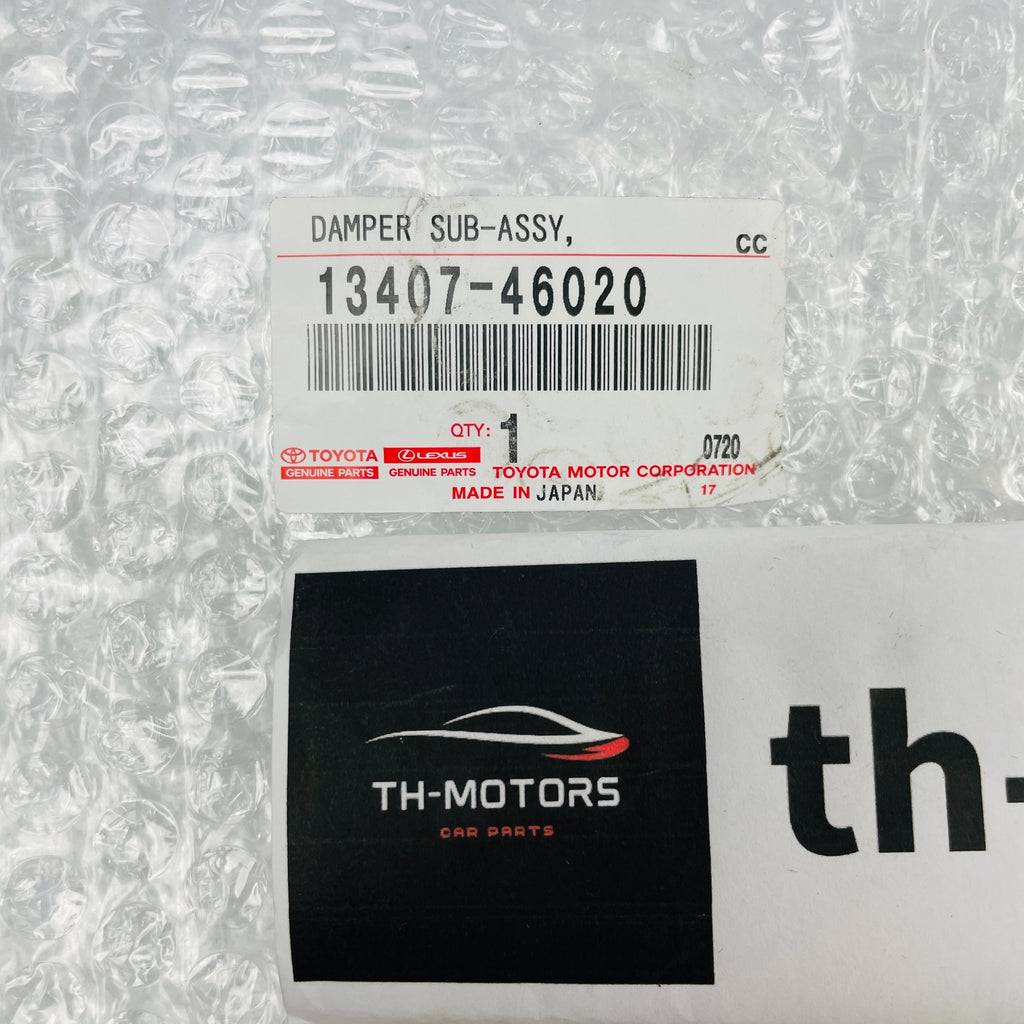 DAMPER SUB-ASSY,
CC
13407-46020
QTY: 1
0720
TOYOTA LEXUS
GENUINE PARTS GENUINE PARTS TOYOTA MOTOR CORPORATION
MADE IN JAPAN 17
th-
TH-MOTORS
CAR PARTS